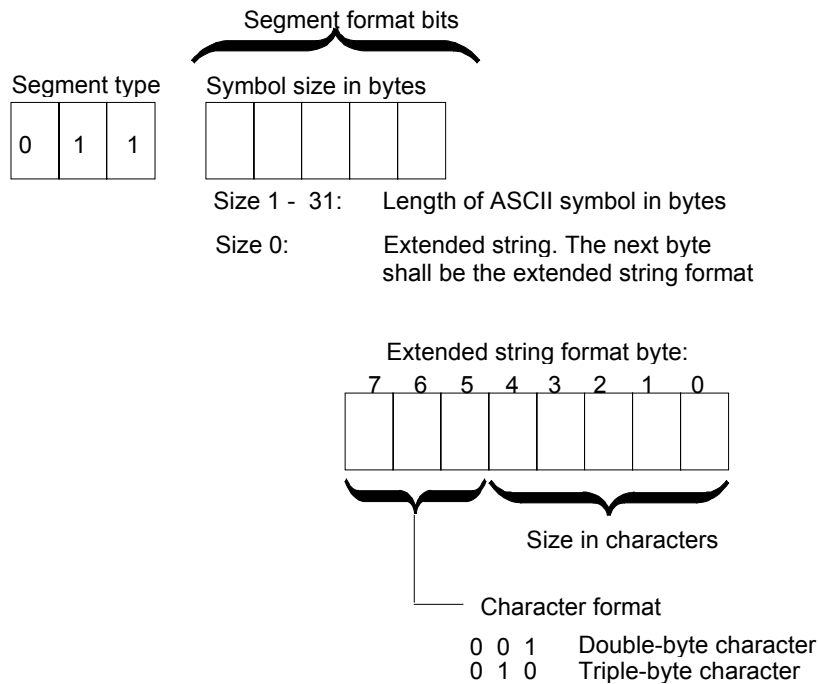 Segment format bits
Segment type Symbol size in bytes
0 1 1
Size 1 - 31: Length of ASCII symbol in bytes
Size 0: Extended string. The next byte
shall be the extended string format
Extended string format byte:
7 6 5 4 3 2 1 0
Size in characters
Character format
0 0 1 Double-byte character
0 1 0 Triple-byte character